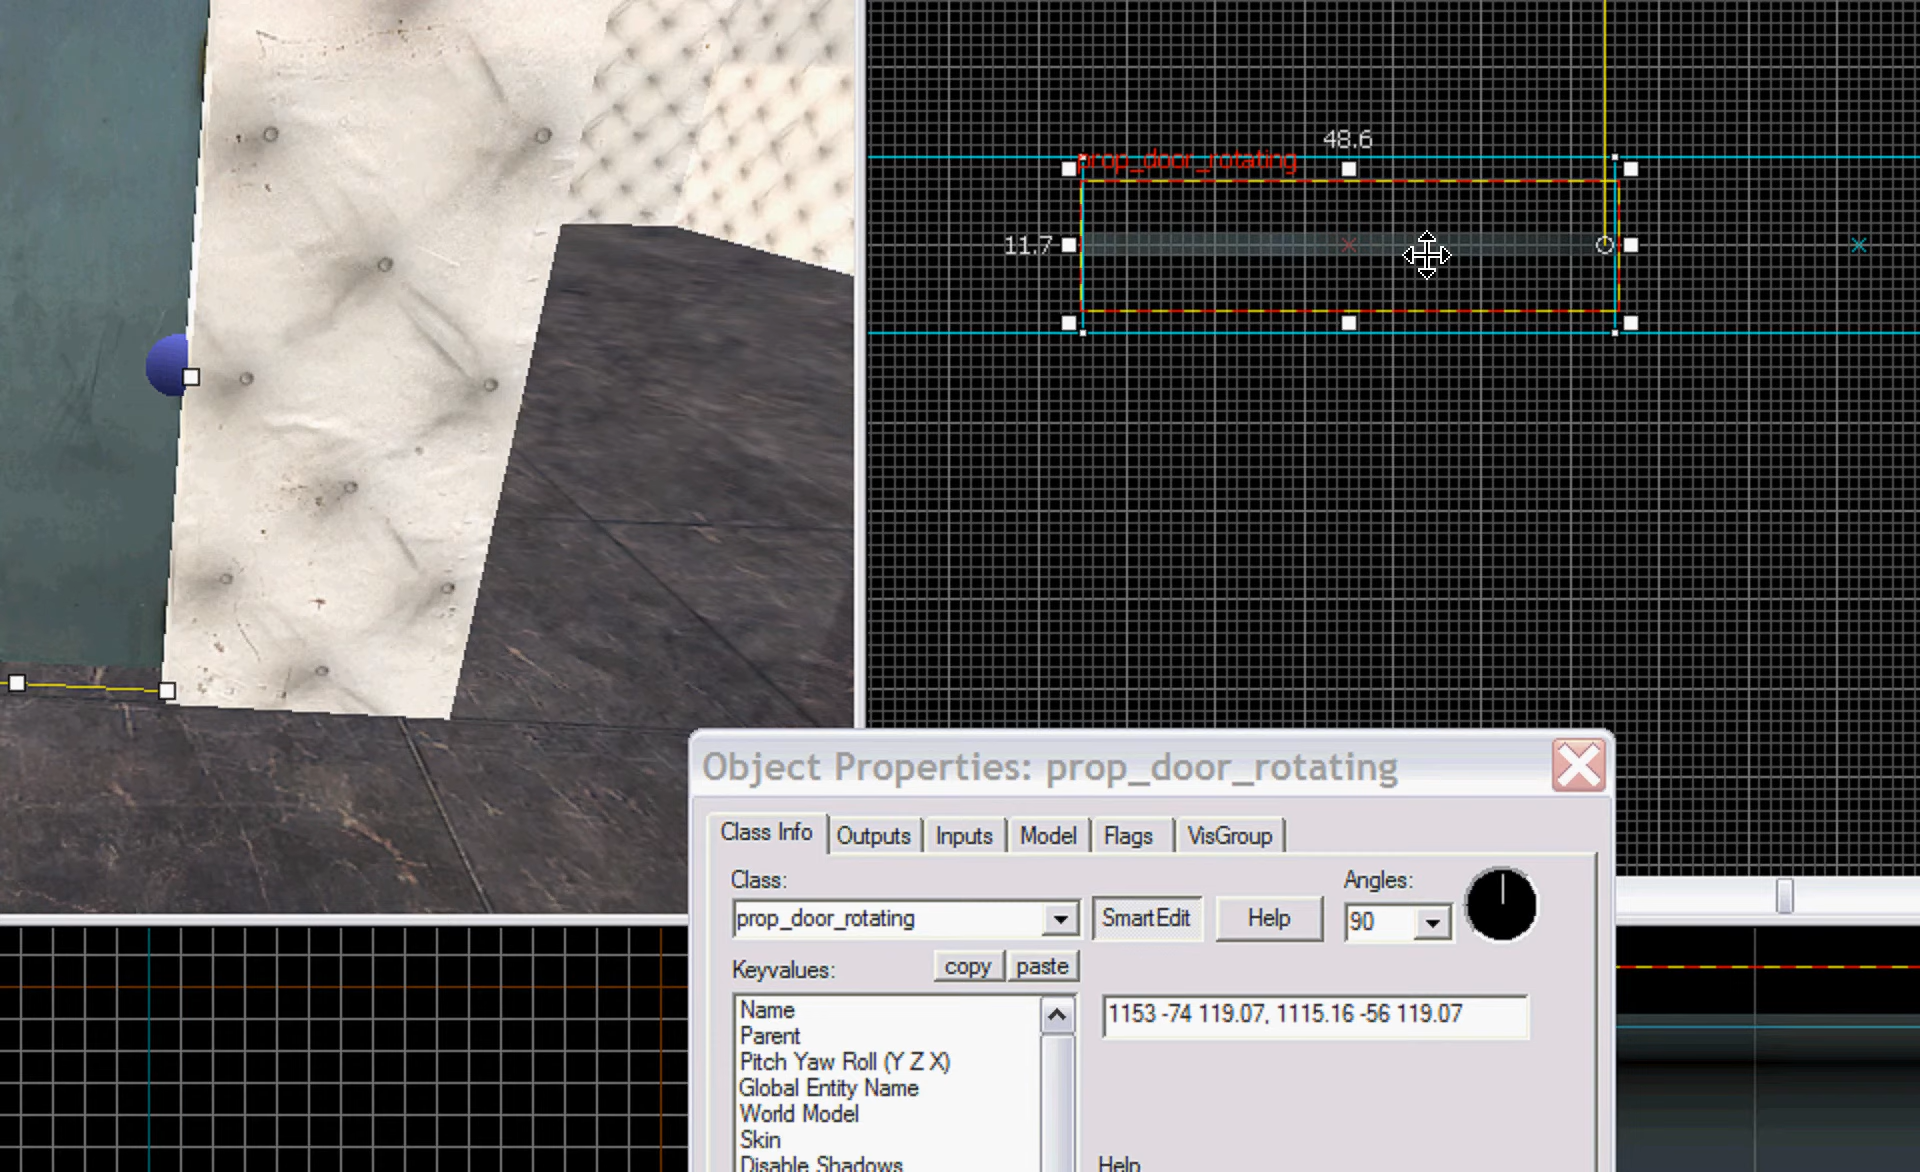 48.6
prop_door_rotating
11.7
Object Properties: prop_door_rotating
Class Info Outputs Inputs Model Flags VisGroup
Class: Angles:
prop_door_rotating SmartEdit Help 90
Keyvalues: copy paste
Name 1153 -74 119.07, 1115.16 -56 119.07
Parent
Pitch Yaw Roll (Y Z X)
Global Entity Name
World Model
Skin
Disable Shadows Help